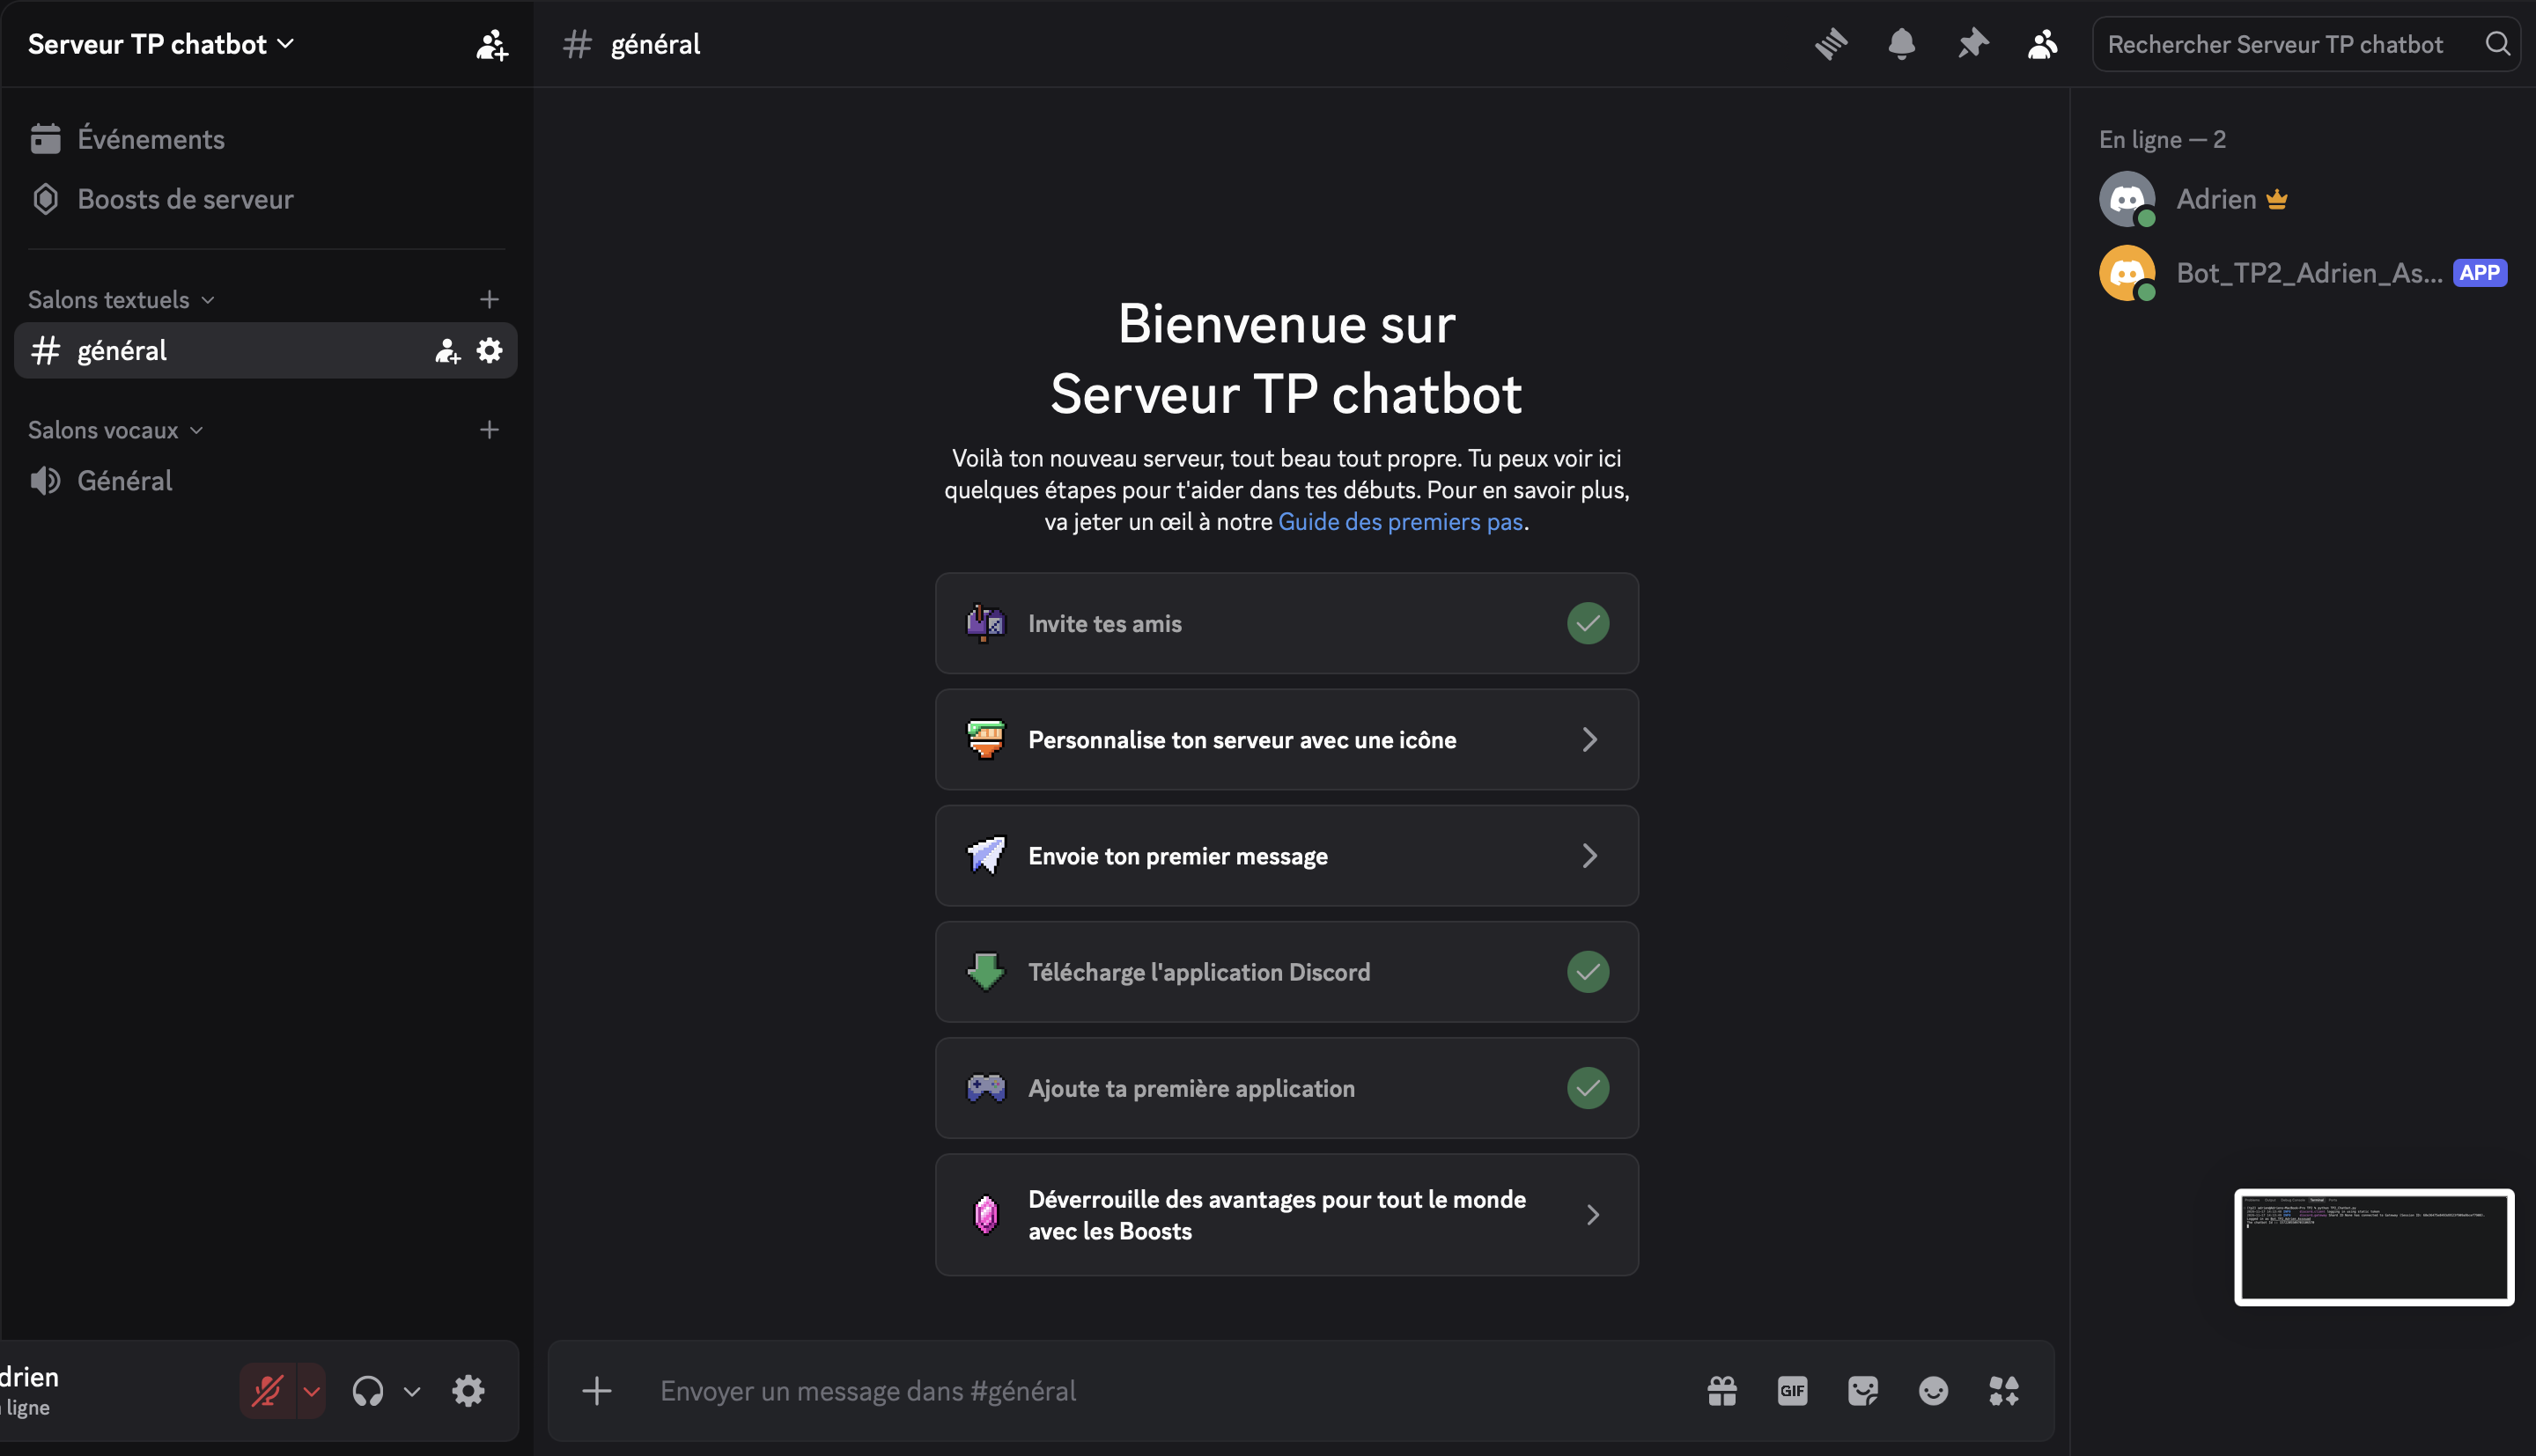 Serveur TP chatbot
Événements
Boosts de serveur
Salons textuels
général
Salons vocaux
Général
drien
ligne
général
Rechercher Serveur TP chatbot
Bienvenue sur
Serveur TP chatbot
Voilà ton nouveau serveur, tout beau tout propre. Tu peux voir ici
quelques étapes pour t'aider dans tes débuts. Pour en savoir plus,
va jeter un œil à notre Guide des premiers pas.
Invite tes amis
Personnalise ton serveur avec une icône
Envoie ton premier message
Télécharge l'application Discord
Ajoute ta première application
Déverrouille des avantages pour tout le monde
avec les Boosts
Envoyer un message dans #général
GIF
En ligne — 2
Adrien
Bot_TP2_Adrien_As... APP